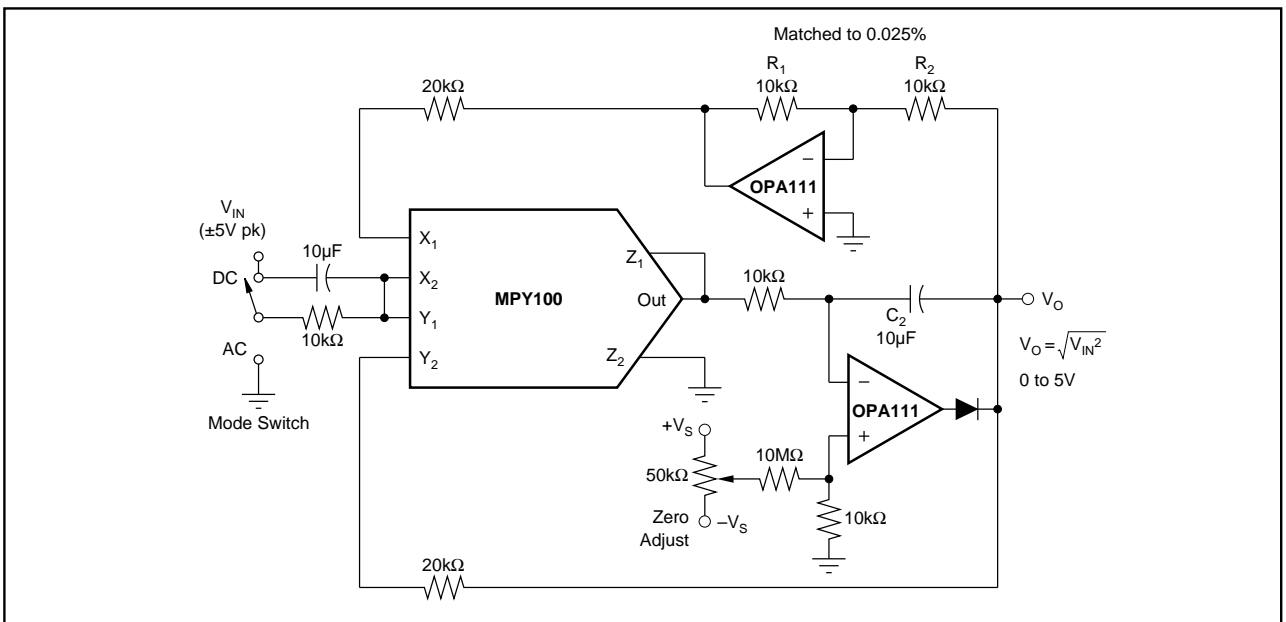 Matched to 0.025%
R1
10kΩ
R2
10kΩ
20kΩ
OPA111
−
+
VIN
(±5V pk)
DC
10µF
10kΩ
AC
Mode Switch
X1
X2
Y1
Y2
MPY100
Z1
Out
Z2
10kΩ
C2
10µF
VO
VO = √VIN²
0 to 5V
−
OPA111
+
+VS
50kΩ
10MΩ
Zero
Adjust
−VS
10kΩ
20kΩ